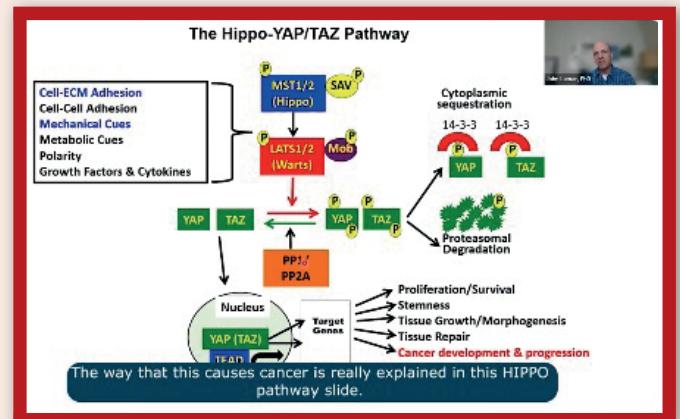 The Hippo-YAP/TAZ Pathway
Cell-ECM Adhesion
Cell-Cell Adhesion
Mechanical Cues
Metabolic Cues
Polarity
Growth Factors & Cytokines
P
MST1/2
(Hippo)
SAV
P
P
LATS1/2
(Warts)
Mob
P
YAP TAZ
P P
YAP TAZ
P P
PP1/
PP2A
Cytoplasmic
sequestration
14-3-3 14-3-3
P P
YAP TAZ
P
P
Proteasomal
Degradation
Nucleus
YAP (TAZ)
TEAD
Target
Genes
Proliferation/Survival
Stemness
Tissue Growth/Morphogenesis
Tissue Repair
Cancer development & progression
The way that this causes cancer is really explained in this HIPPO
pathway slide.